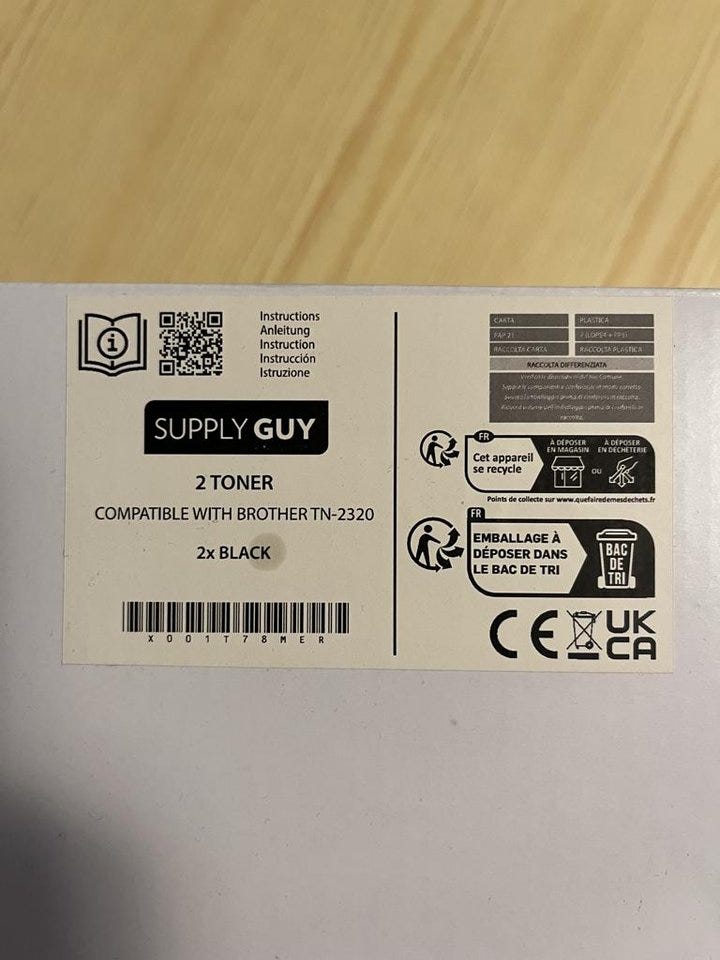 Instructions
Anleitung
Instruction
Instrucción
Istruzione
SUPPLY GUY
2 TONER
COMPATIBLE WITH BROTHER TN-2320
2x BLACK
X001T78MER
CARTA
PLASTICA
PAP 21
RACCOLTA CARTA
RACCOLTA PLASTICA
RACCOLTA DIFFERENZIATA
FR
Cet appareil
se recycle
À DÉPOSER
EN MAGASIN
OU
À DÉPOSER
EN DÉCHÈTERIE
Points de collecte sur www.quefairedemesdechets.fr
FR
EMBALLAGE À
DÉPOSER DANS
LE BAC DE TRI
BAC
DE
TRI
CE
UK
CA